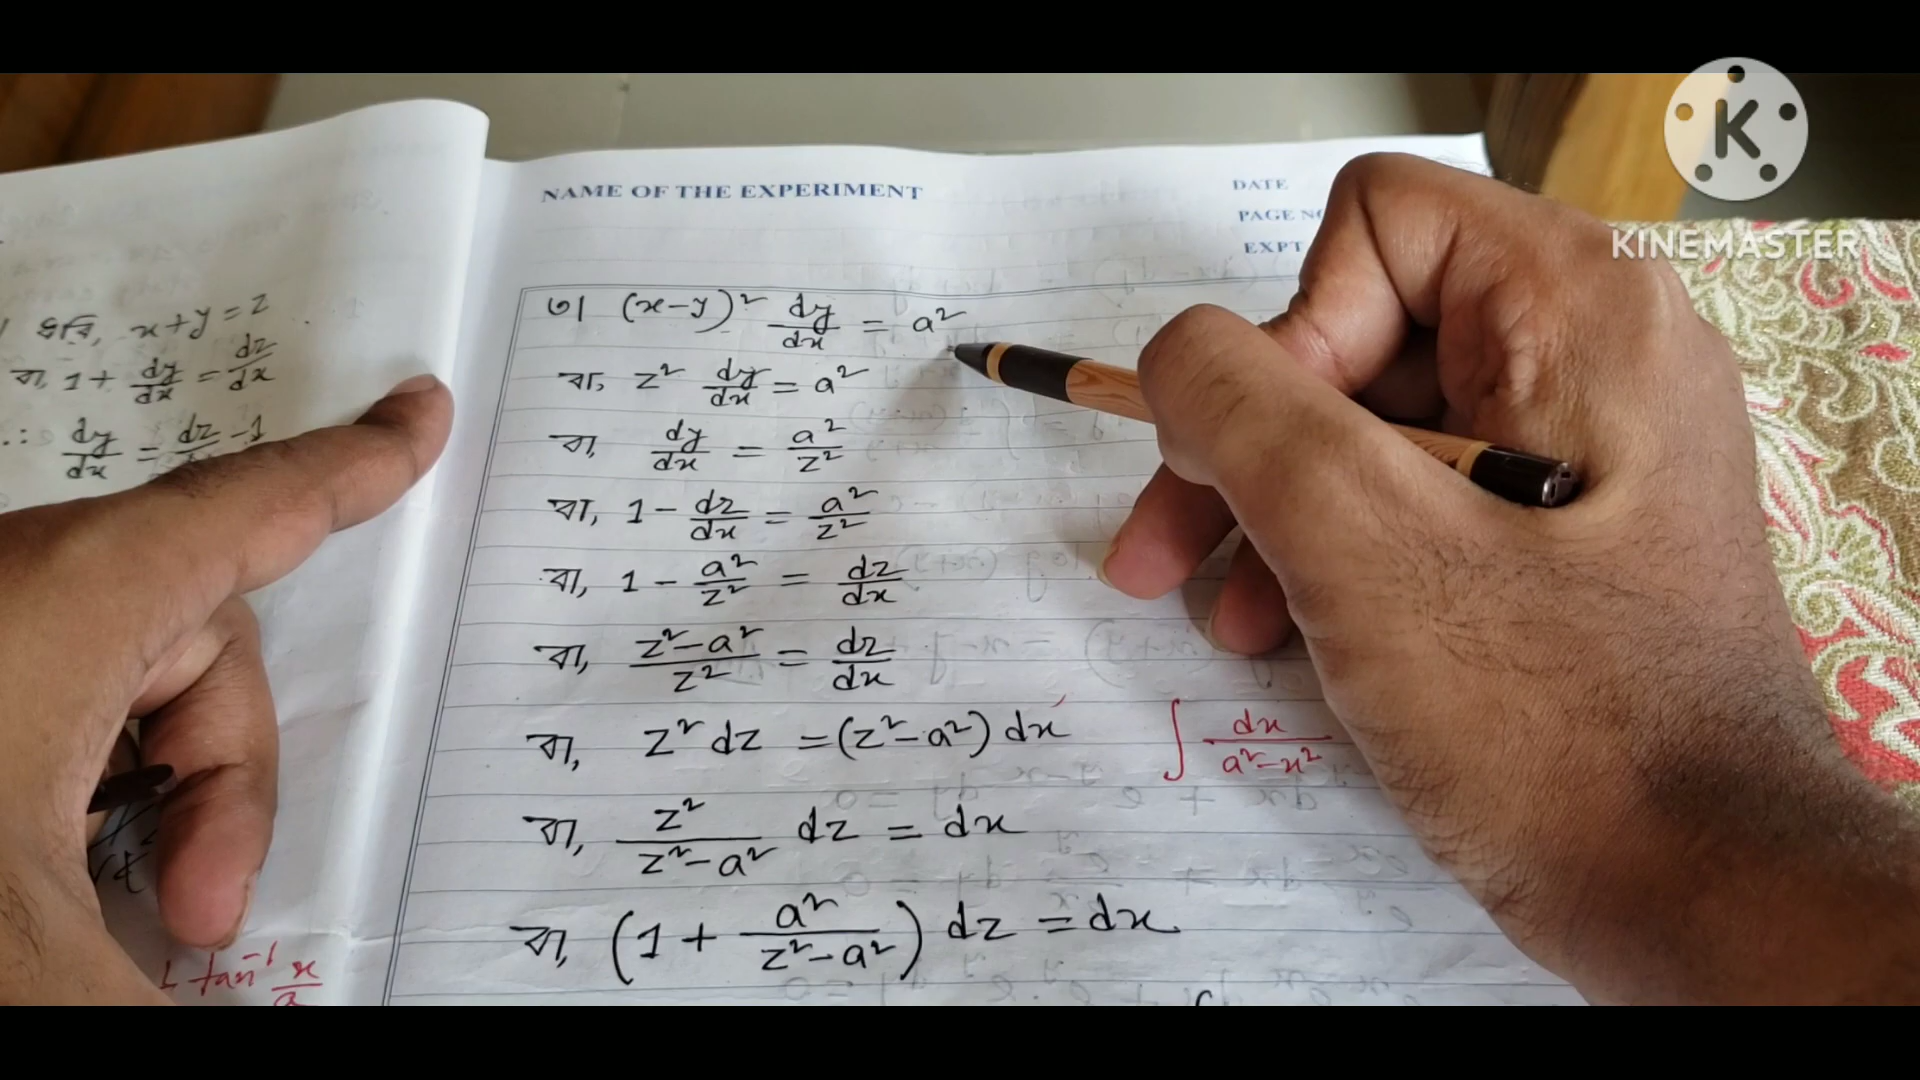 NAME OF THE EXPERIMENT
DATE
PAGE NO
EXPT
KINEMASTER
ধরি, x+y=z
বা, 1+ dy/dx = dz/dx
∴ dy/dx = dz -1
৩। (x-y)² dy/dx = a²
বা, z² dy/dx = a²
বা, dy/dx = a²/z²
বা, 1 - dz/dx = a²/z²
বা, 1 - a²/z² = dz/dx
বা, z²-a²/z² = dz/dx
বা, z² dz = (z²-a²) dx
∫ dx/a²-x²
বা, z²/z²-a² dz = dx
বা, (1 + a²/z²-a²) dz = dx
tan⁻¹ x/a